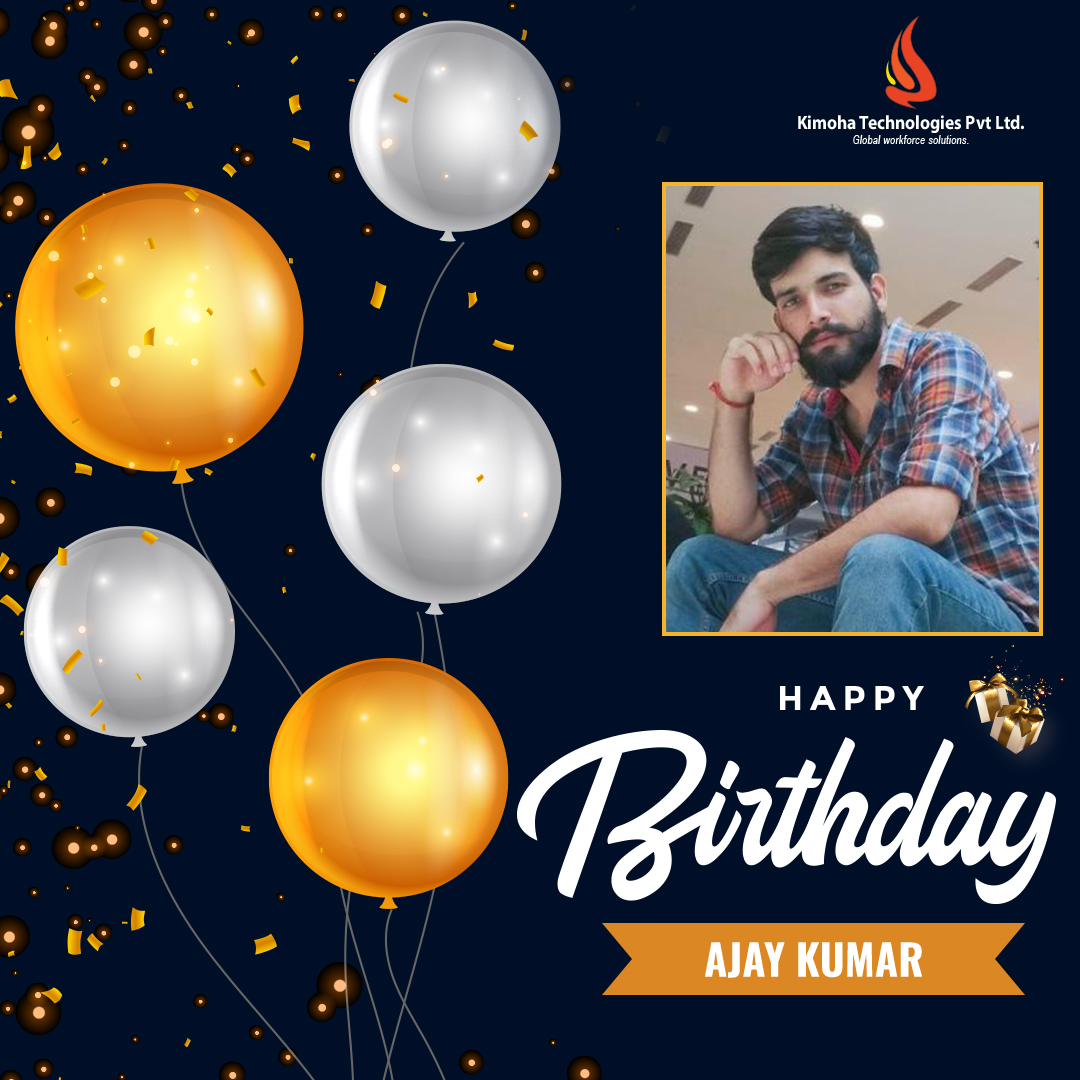 Kimoha Technologies Pvt Ltd.
Global workforce solutions.
HAPPY
Birthday
AJAY KUMAR